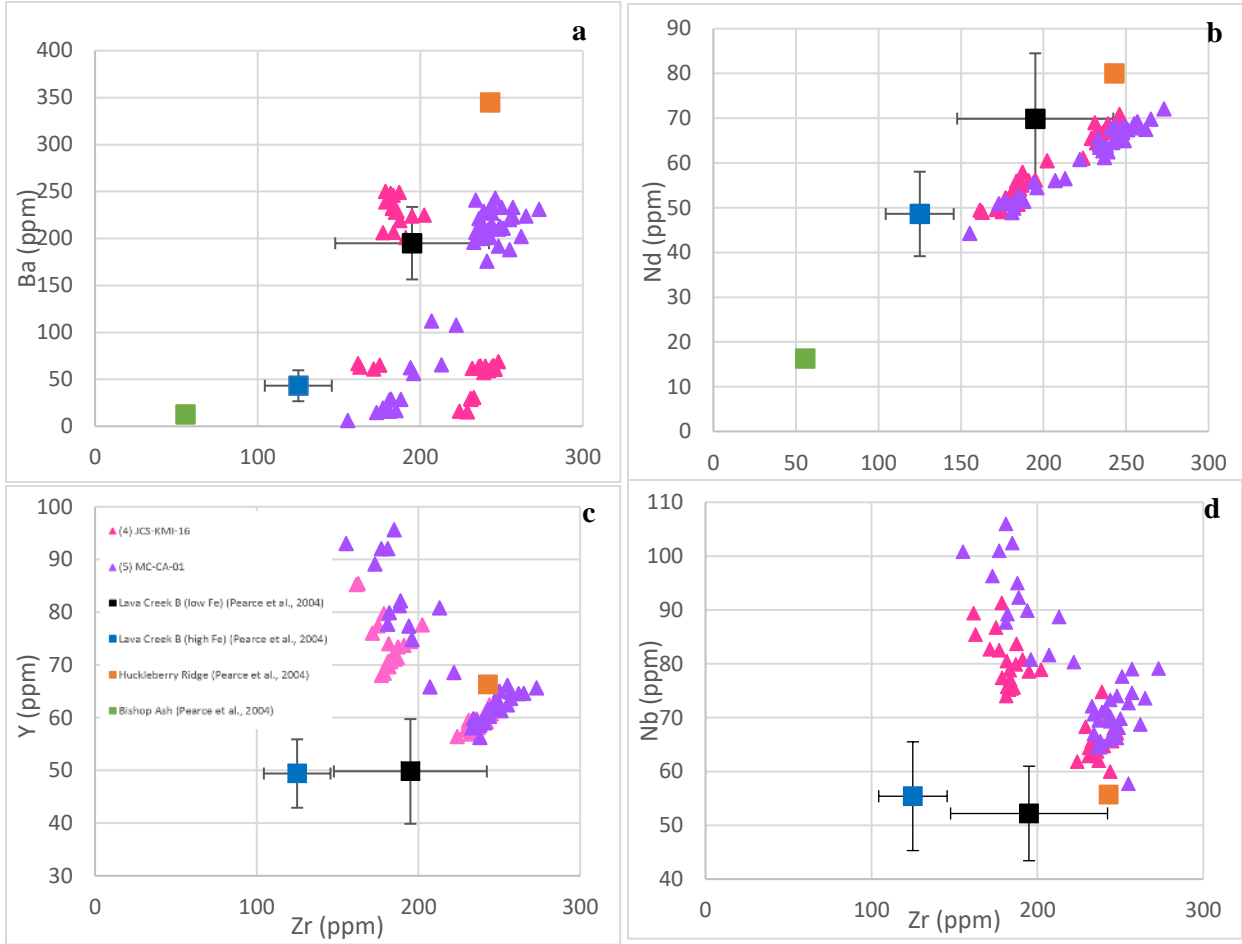 a
400
350
300
250
200
150
100
50
0
Ba (ppm)
0 100 200 300
b
90
80
70
60
50
40
30
20
10
0
Nd (ppm)
0 50 100 150 200 250 300
c
100
90
80
70
60
50
40
30
Y (ppm)
(4) JCS-KMI-16
(5) MC-CA-01
Lava Creek B (low Fe) (Pearce et al., 2004)
Lava Creek B (high Fe) (Pearce et al., 2004)
Huckleberry Ridge (Pearce et al., 2004)
Bishop Ash (Pearce et al., 2004)
0 100 200 300
Zr (ppm)
d
110
100
90
80
70
60
50
40
Nb (ppm)
0 100 200 300
Zr (ppm)